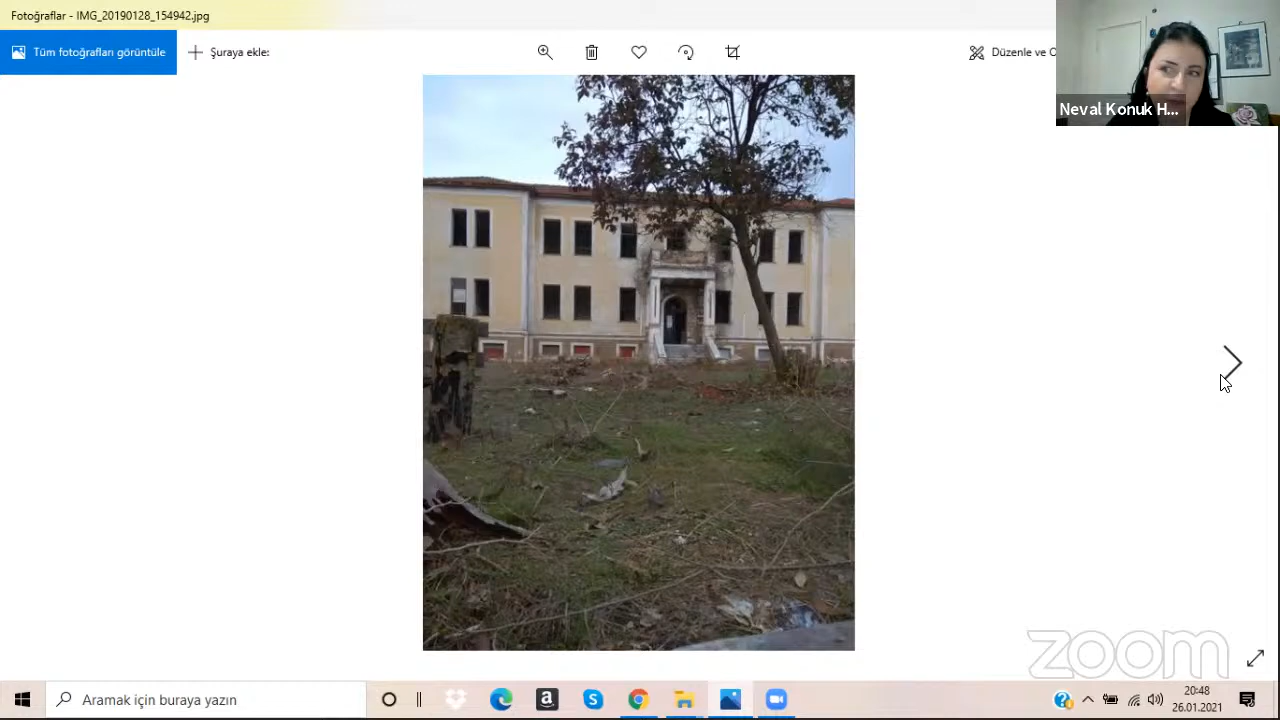 Fotoğraflar - IMG_20190128_154942.jpg
Tüm fotoğrafları görüntüle
Şuraya ekle:
Düzenle ve O
Neval Konuk H...
zoom
Aramak için buraya yazın
20:48
26.01.2021